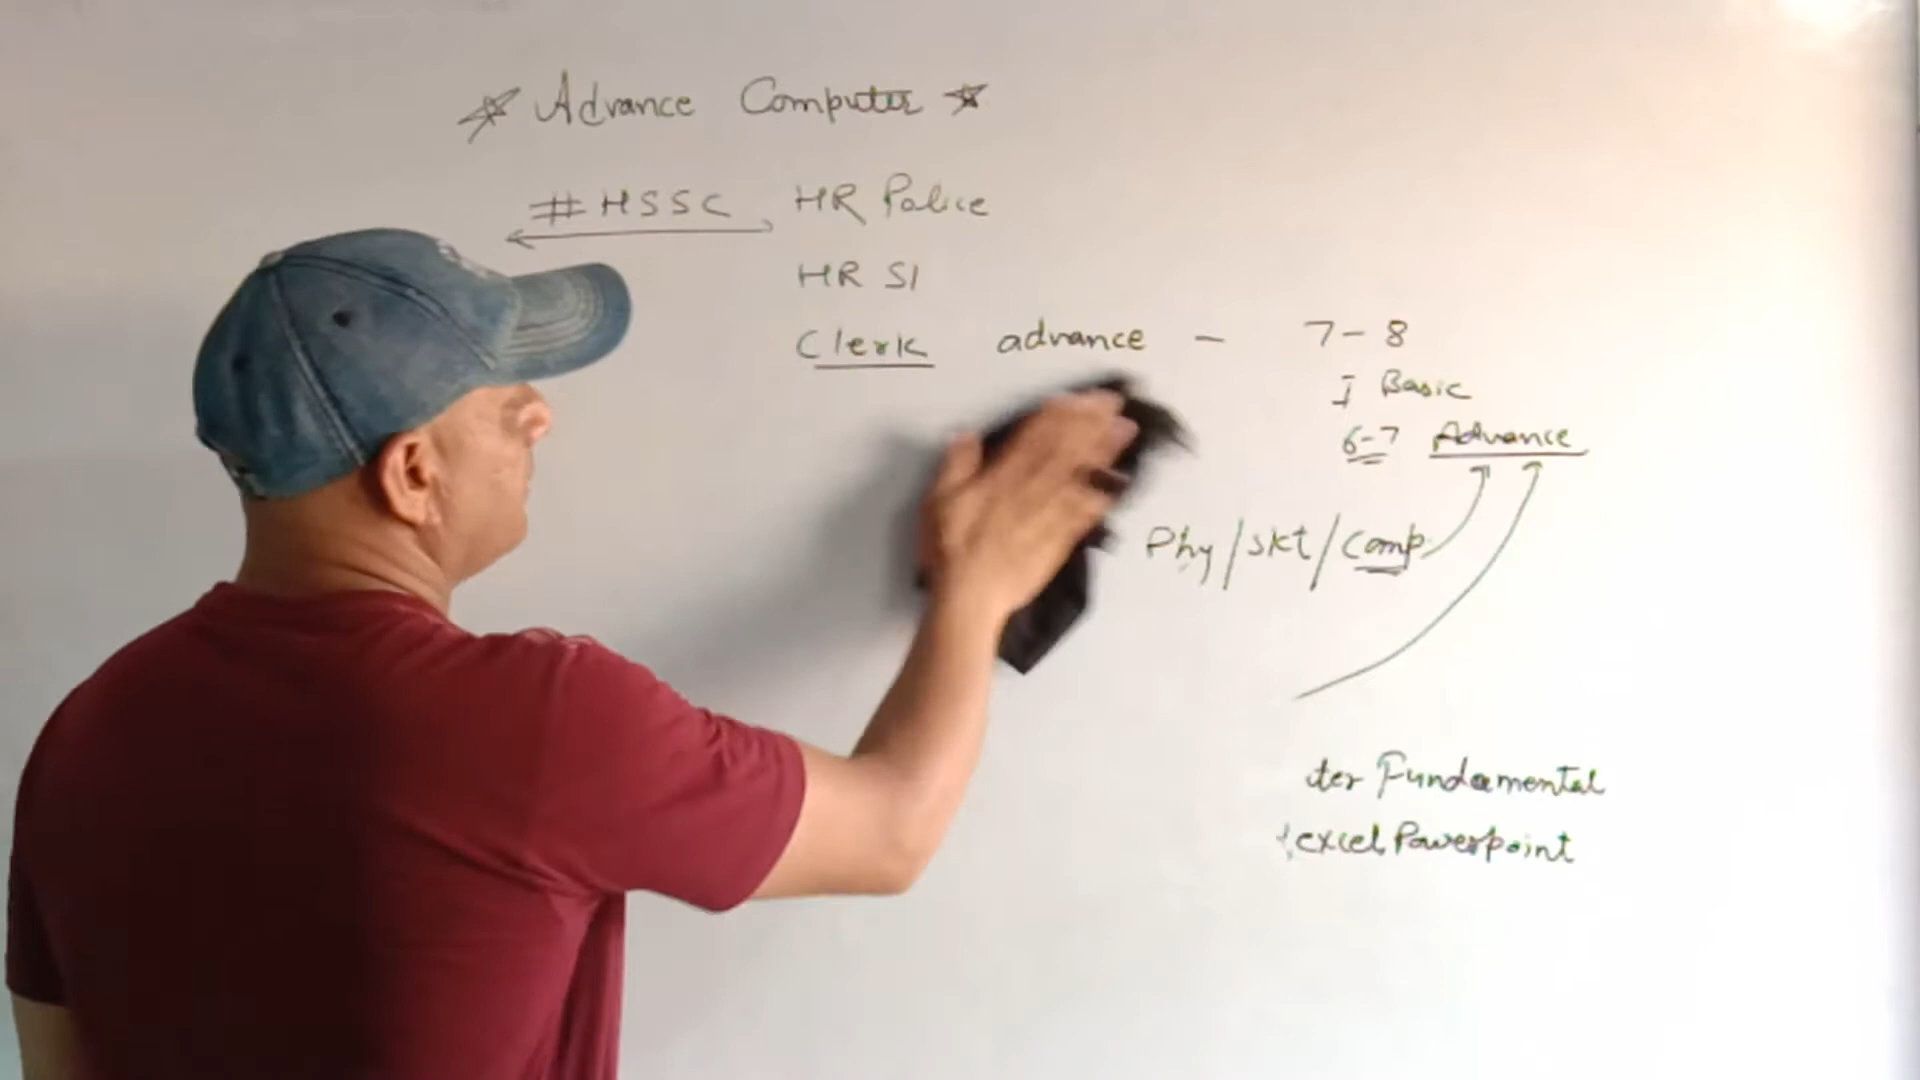 Advance Computer
#HSSC HR Police
HR SI
Clerk advance - 7-8
I Basic
6-7 Advance
Phy/Skt/Comp
ter Fundamental
excel, Powerpoint